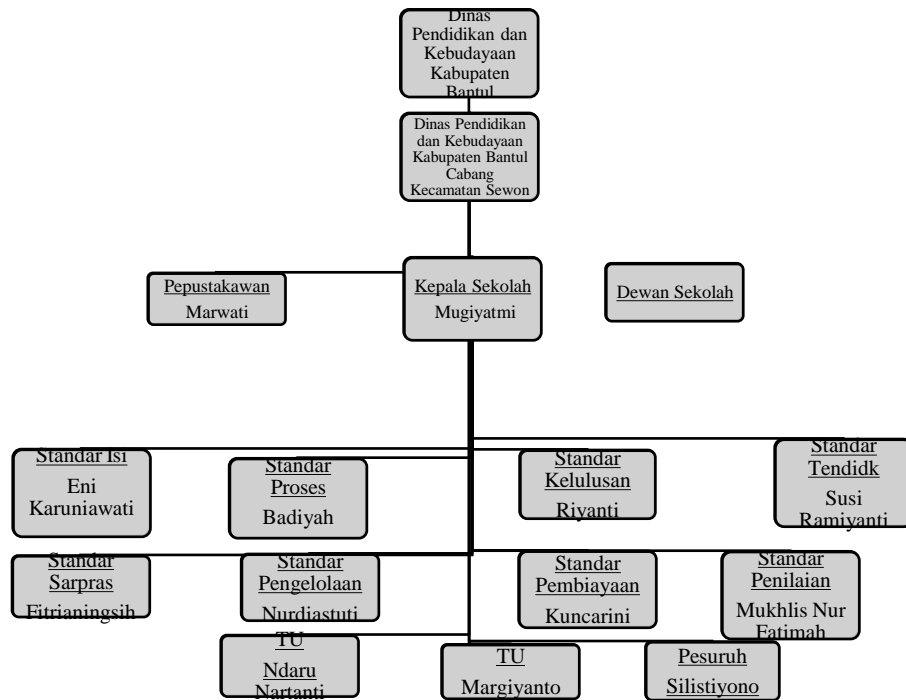 Dinas
Pendidikan dan
Kebudayaan
Kabupaten
Bantul
Dinas Pendidikan
dan Kebudayaan
Kabupaten Bantul
Cabang
Kecamatan Sewon
Pepustakawan
Marwati
Kepala Sekolah
Mugiyatmi
Dewan Sekolah
Standar Isi
Eni
Karuniawati
Standar
Proses
Badiyah
Standar
Kelulusan
Riyanti
Standar
Tendidk
Susi
Ramiyanti
Standar
Sarpras
Fitrianingsih
Standar
Pengelolaan
Nurdiastuti
Standar
Pembiayaan
Kuncarini
Standar
Penilaian
Mukhlis Nur
Fatimah
TU
Ndaru
Nartanti
TU
Margiyanto
Pesuruh
Silistiyono